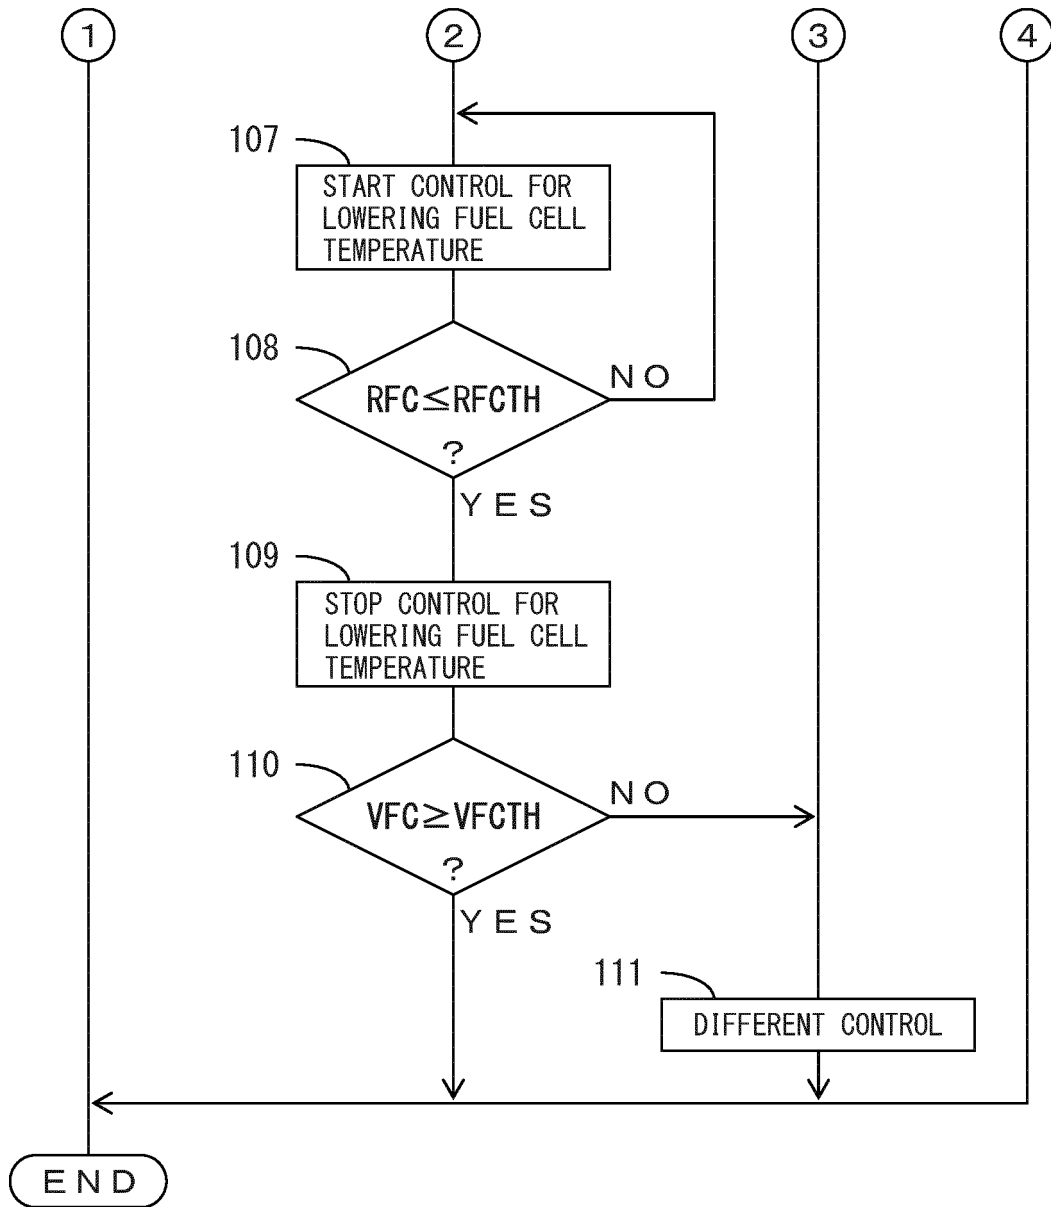 1
2
3
4
107
START CONTROL FOR
LOWERING FUEL CELL
TEMPERATURE
108
RFC≦RFCTH
?
NO
YES
109
STOP CONTROL FOR
LOWERING FUEL CELL
TEMPERATURE
110
VFC≧VFCTH
?
NO
YES
111
DIFFERENT CONTROL
END